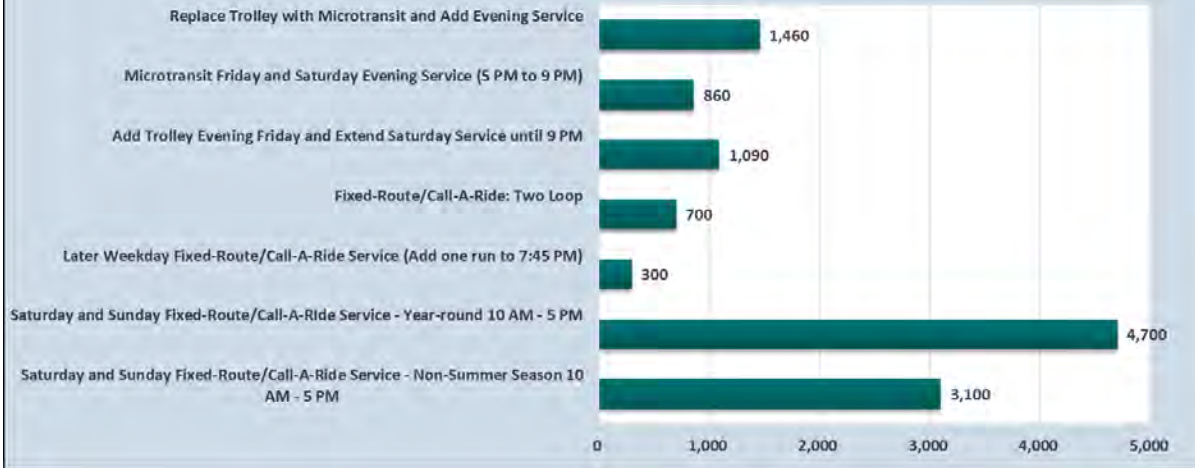 Replace Trolley with Microtransit and Add Evening Service
1,460
Microtransit Friday and Saturday Evening Service (5 PM to 9 PM)
860
Add Trolley Evening Friday and Extend Saturday Service until 9 PM
1,090
Fixed-Route/Call-A-Ride: Two Loop
700
Later Weekday Fixed-Route/Call-A-Ride Service (Add one run to 7:45 PM)
300
Saturday and Sunday Fixed-Route/Call-A-RIde Service - Year-round 10 AM - 5 PM
4,700
Saturday and Sunday Fixed-Route/Call-A-Ride Service - Non-Summer Season 10
AM - 5 PM
3,100
0 1,000 2,000 3,000 4,000 5,000